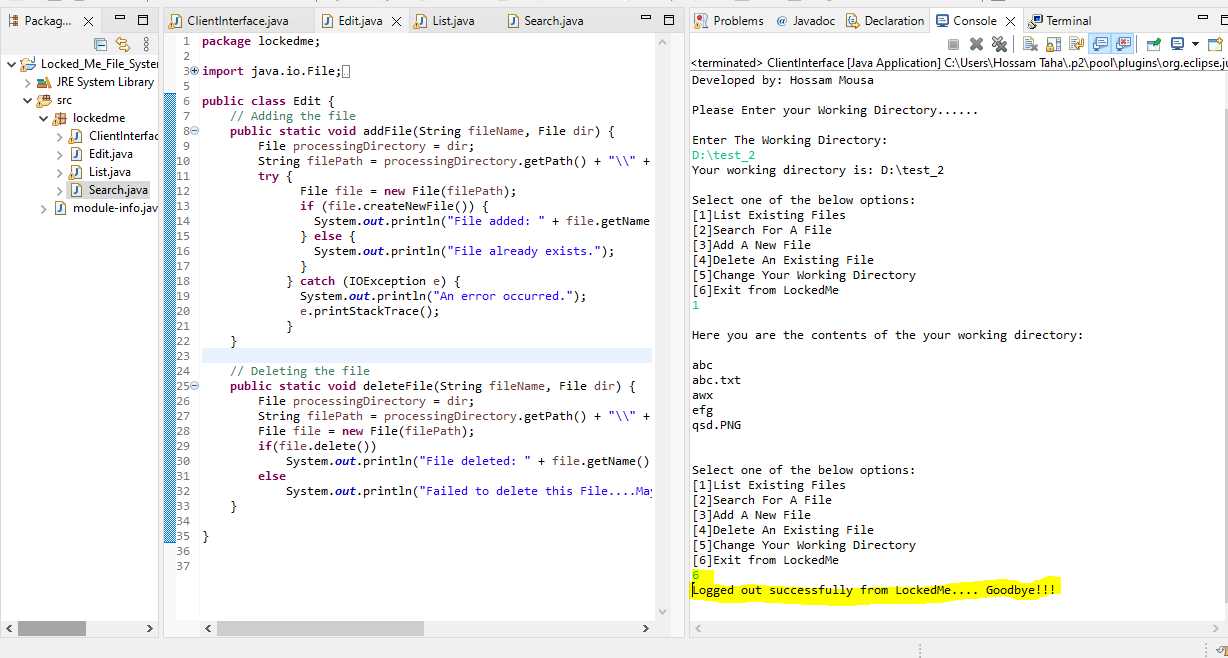 Packag...
Locked_Me_File_Syster
JRE System Library
src
lockedme
ClientInterfac
Edit.java
List.java
Search.java
module-info.jav
ClientInterface.java
Edit.java
List.java
Search.java
1 package lockedme;
2
3 import java.io.File;
5
6 public class Edit {
7 // Adding the file
8 public static void addFile(String fileName, File dir) {
9 File processingDirectory = dir;
10 String filePath = processingDirectory.getPath() + "\\" +
11 try {
12 File file = new File(filePath);
13 if (file.createNewFile()) {
14 System.out.println("File added: " + file.getName
15 } else {
16 System.out.println("File already exists.");
17 }
18 } catch (IOException e) {
19 System.out.println("An error occurred.");
20 e.printStackTrace();
21 }
22 }
23
24 // Deleting the file
25 public static void deleteFile(String fileName, File dir) {
26 File processingDirectory = dir;
27 String filePath = processingDirectory.getPath() + "\\" +
28 File file = new File(filePath);
29 if(file.delete())
30 System.out.println("File deleted: " + file.getName()
31 else
32 System.out.println("Failed to delete this File....May
33 }
34
35 }
36
37
Problems
Javadoc
Declaration
Console
Terminal
<terminated> ClientInterface [Java Application] C:\Users\Hossam Taha\.p2\pool\plugins\org.eclipse.ju
Developed by: Hossam Mousa
Please Enter your Working Directory......
Enter The Working Directory:
D:\test_2
Your working directory is: D:\test_2
Select one of the below options:
[1]List Existing Files
[2]Search For A File
[3]Add A New File
[4]Delete An Existing File
[5]Change Your Working Directory
[6]Exit from LockedMe
1
Here you are the contents of the your working directory:
abc
abc.txt
awx
efg
qsd.PNG
Select one of the below options:
[1]List Existing Files
[2]Search For A File
[3]Add A New File
[4]Delete An Existing File
[5]Change Your Working Directory
[6]Exit from LockedMe
6
Logged out successfully from LockedMe.... Goodbye!!!